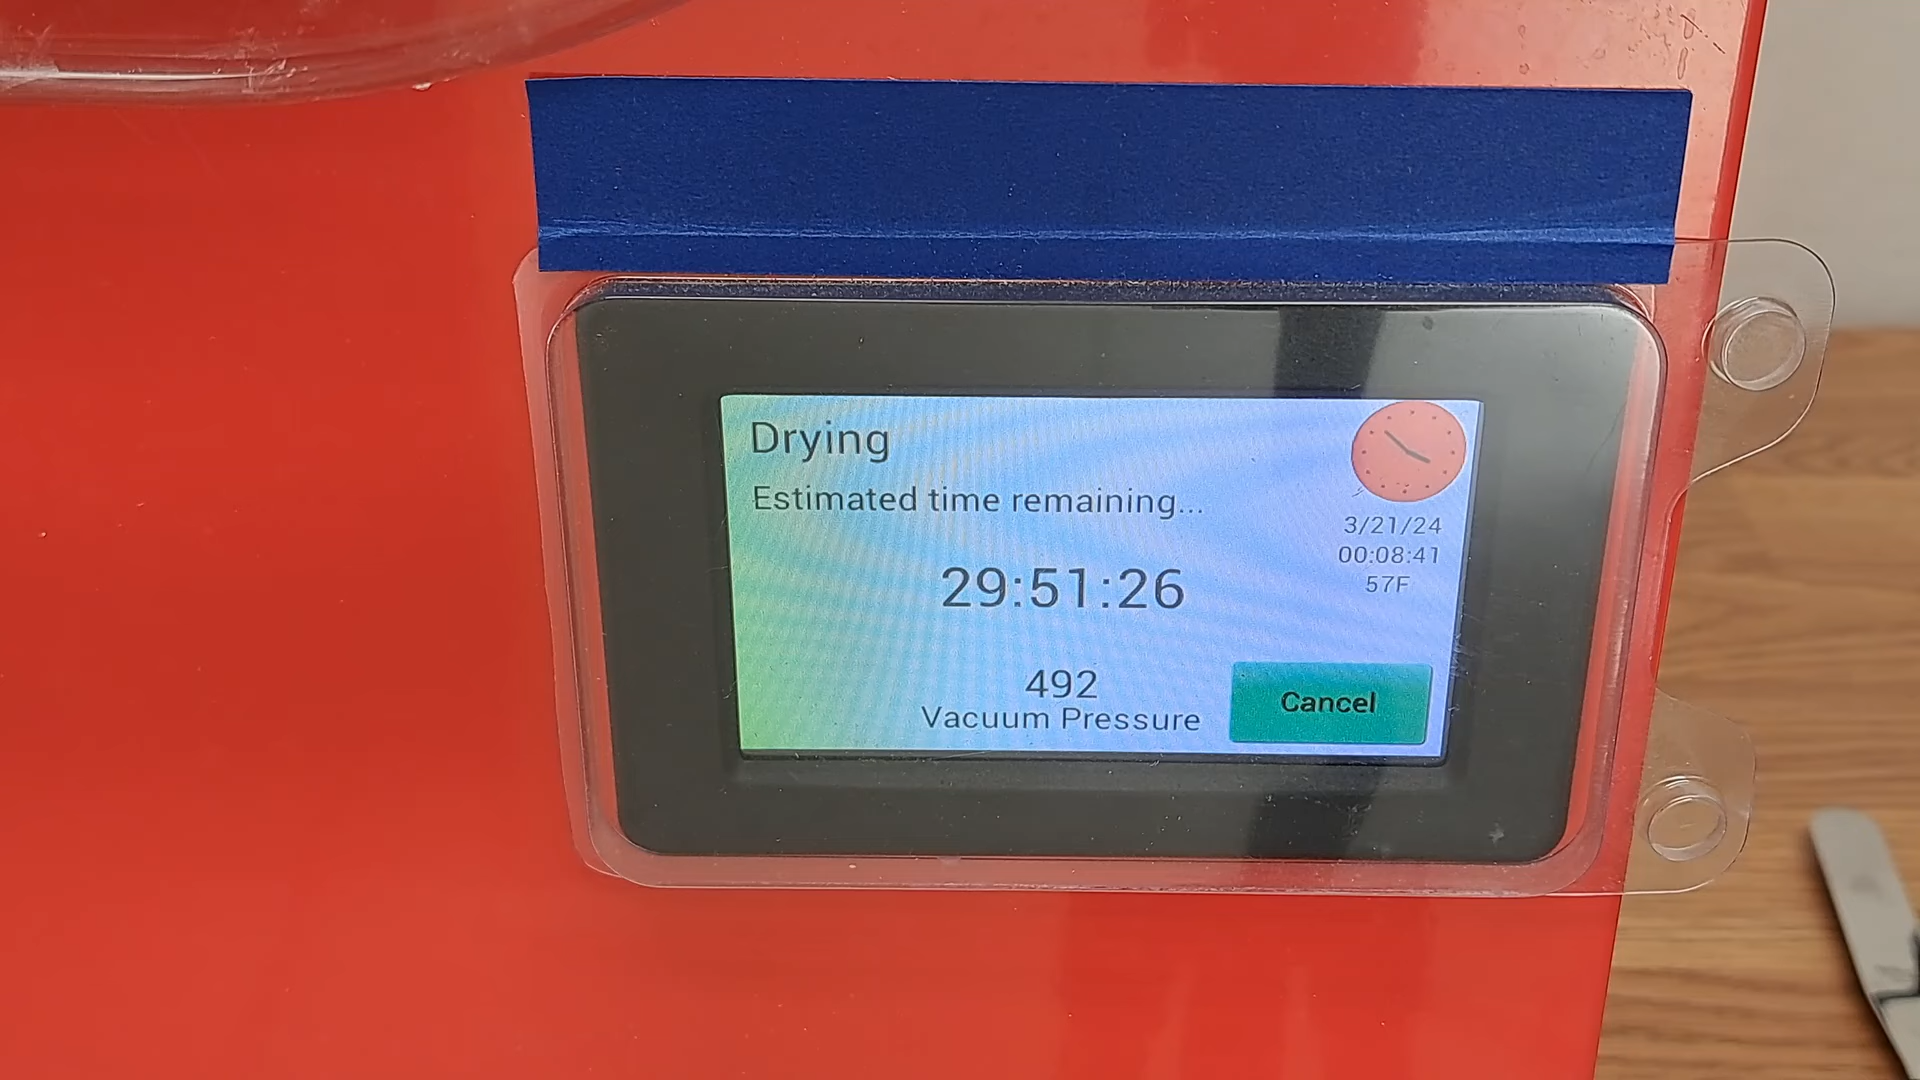 Drying
Estimated time remaining...
3/21/24
00:08:41
57F
29:51:26
492
Vacuum Pressure
Cancel